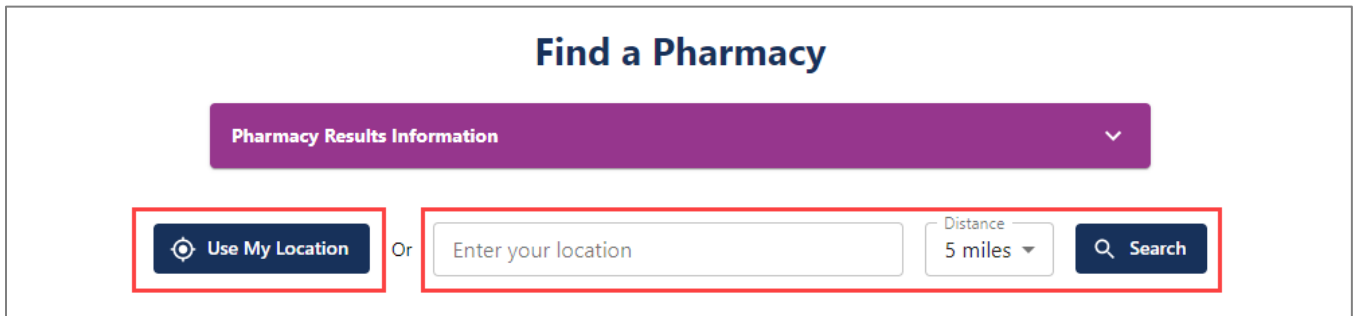 Find a Pharmacy
Pharmacy Results Information
Use My Location Or Enter your location Distance 5 miles Search